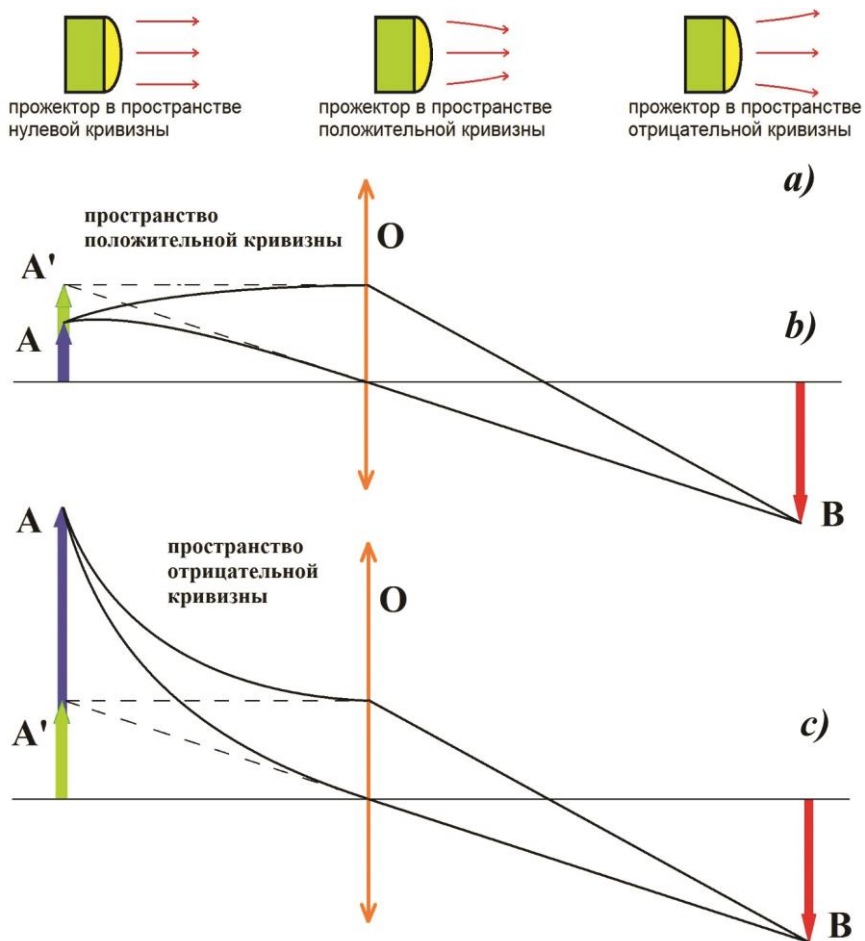 прожектор в пространстве
нулевой кривизны
прожектор в пространстве
положительной кривизны
прожектор в пространстве
отрицательной кривизны
a)
пространство
положительной кривизны
O
A'
A
b)
B
A
пространство
отрицательной
кривизны
O
A'
c)
B